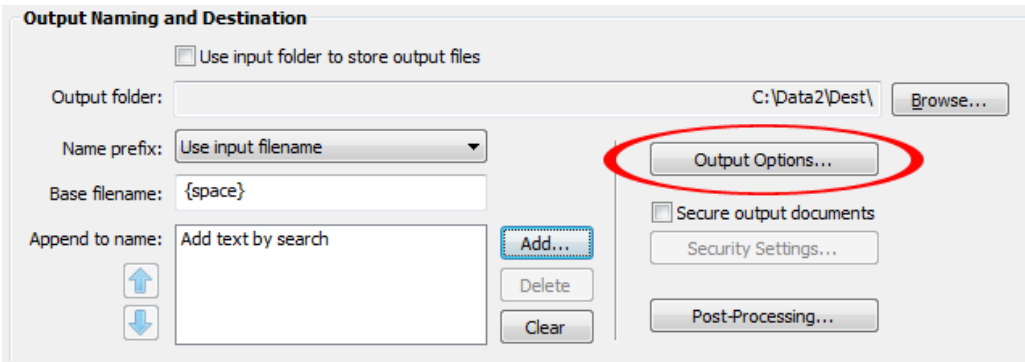 Output Naming and Destination
Use input folder to store output files
Output folder: C:\Data2\Dest\ Browse...
Name prefix: Use input filename Output Options...
Base filename: {space}
Secure output documents
Append to name: Add text by search Add... Security Settings...
Delete
Clear Post-Processing...